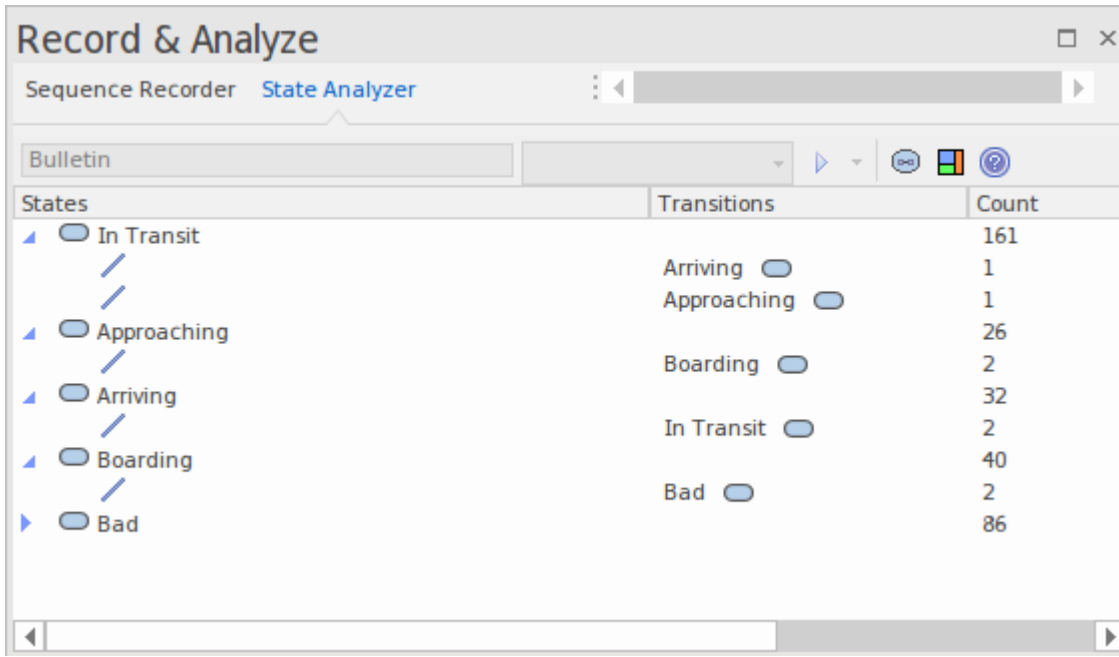 Record & Analyze
Sequence Recorder State Analyzer
Bulletin
States Transitions Count
In Transit 161
Arriving 1
Approaching 1
Approaching 26
Boarding 2
Arriving 32
In Transit 2
Boarding 40
Bad 2
Bad 86